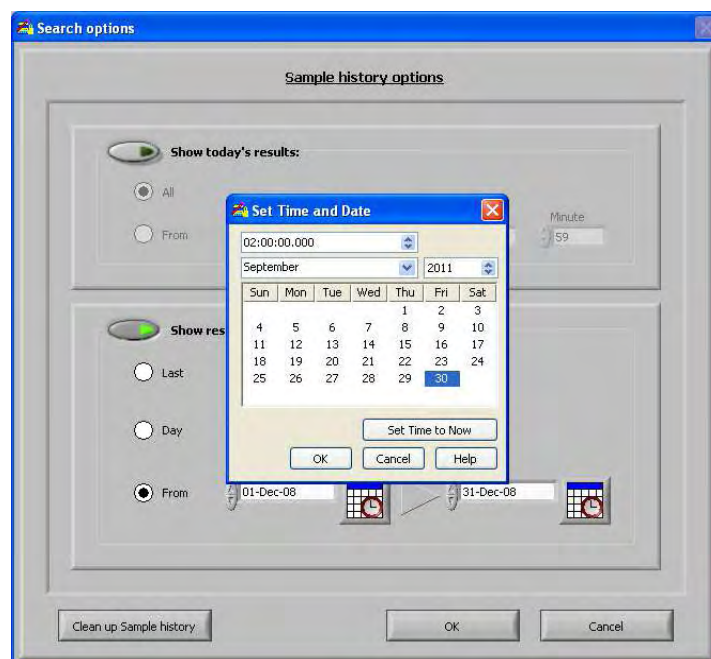 Search options
Sample history options
Show today's results:
All
From
Minute
59
Set Time and Date
02:00:00.000
September 2011
Sun Mon Tue Wed Thu Fri Sat
1 2 3
4 5 6 7 8 9 10
11 12 13 14 15 16 17
18 19 20 21 22 23 24
25 26 27 28 29 30
Set Time to Now
OK Cancel Help
Show res
Last
Day
From 01-Dec-08 31-Dec-08
Clean up Sample history OK Cancel